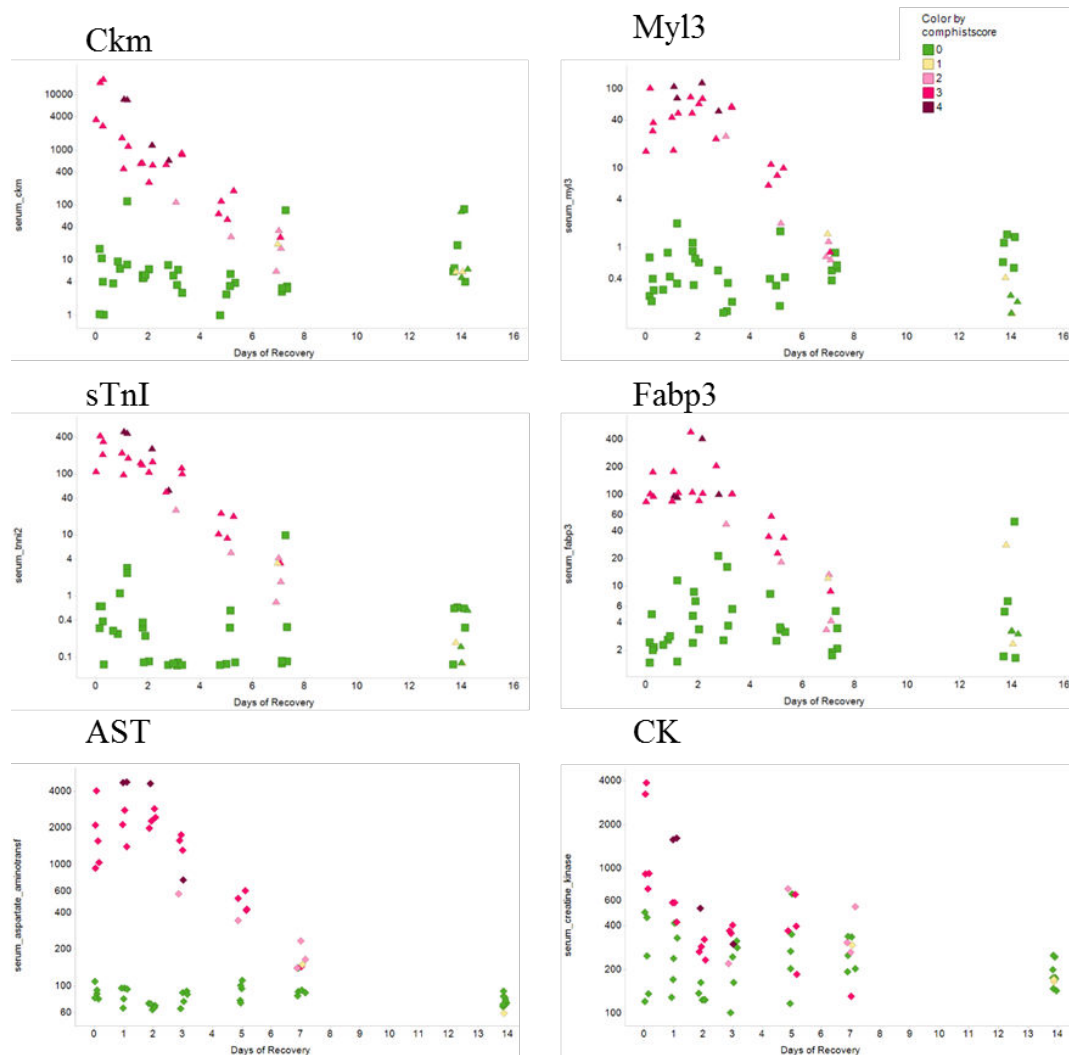 Ckm
Myl3
Color by
comphistscore
0
1
2
3
4
10000
4000
1000
400
100
40
10
4
1
serum_ckm
0 2 4 6 8 10 12 14 16
Days of Recovery
100
40
10
4
1
0.4
serum_myl3
0 2 4 6 8 10 12 14 16
Days of Recovery
sTnI
Fabp3
400
100
40
10
4
1
0.4
0.1
serum_tnni2
0 2 4 6 8 10 12 14 16
Days of Recovery
400
200
100
60
40
20
10
6
4
2
serum_fabp3
0 2 4 6 8 10 12 14 16
Days of Recovery
AST
CK
4000
2000
1000
600
400
200
100
60
serum_aspartate_aminotransf
0 1 2 3 4 5 6 7 8 9 10 11 12 13 14
Days of Recovery
4000
2000
1000
600
400
200
100
serum_creatine_kinase
0 1 2 3 4 5 6 7 8 9 10 11 12 13 14
Days of Recovery